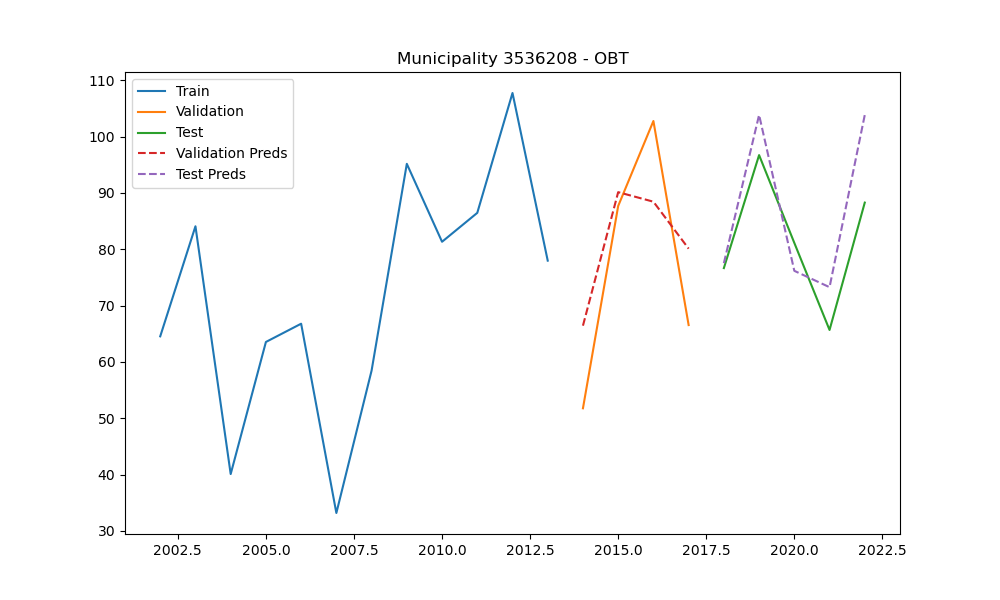 Municipality 3536208 - OBT
110
100
90
80
70
60
50
40
30
Train
Validation
Test
Validation Preds
Test Preds
2002.5 2005.0 2007.5 2010.0 2012.5 2015.0 2017.5 2020.0 2022.5